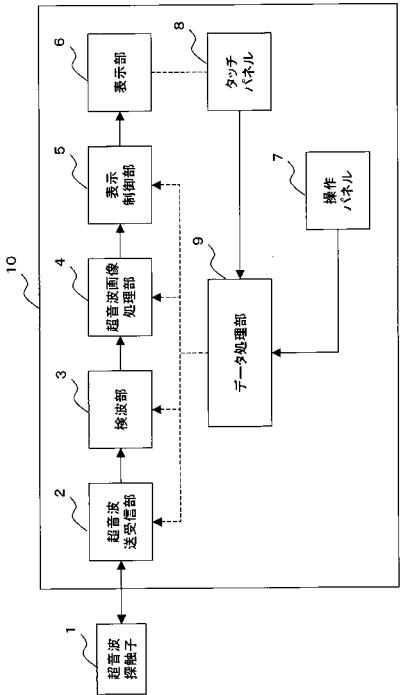 10
1
超音波
探触子
2
超音波
送受信部
3
検波部
4
超音波画像
処理部
5
表示
制御部
6
表示部
8
タッチ
パネル
9
データ処理部
7
操作
パネル